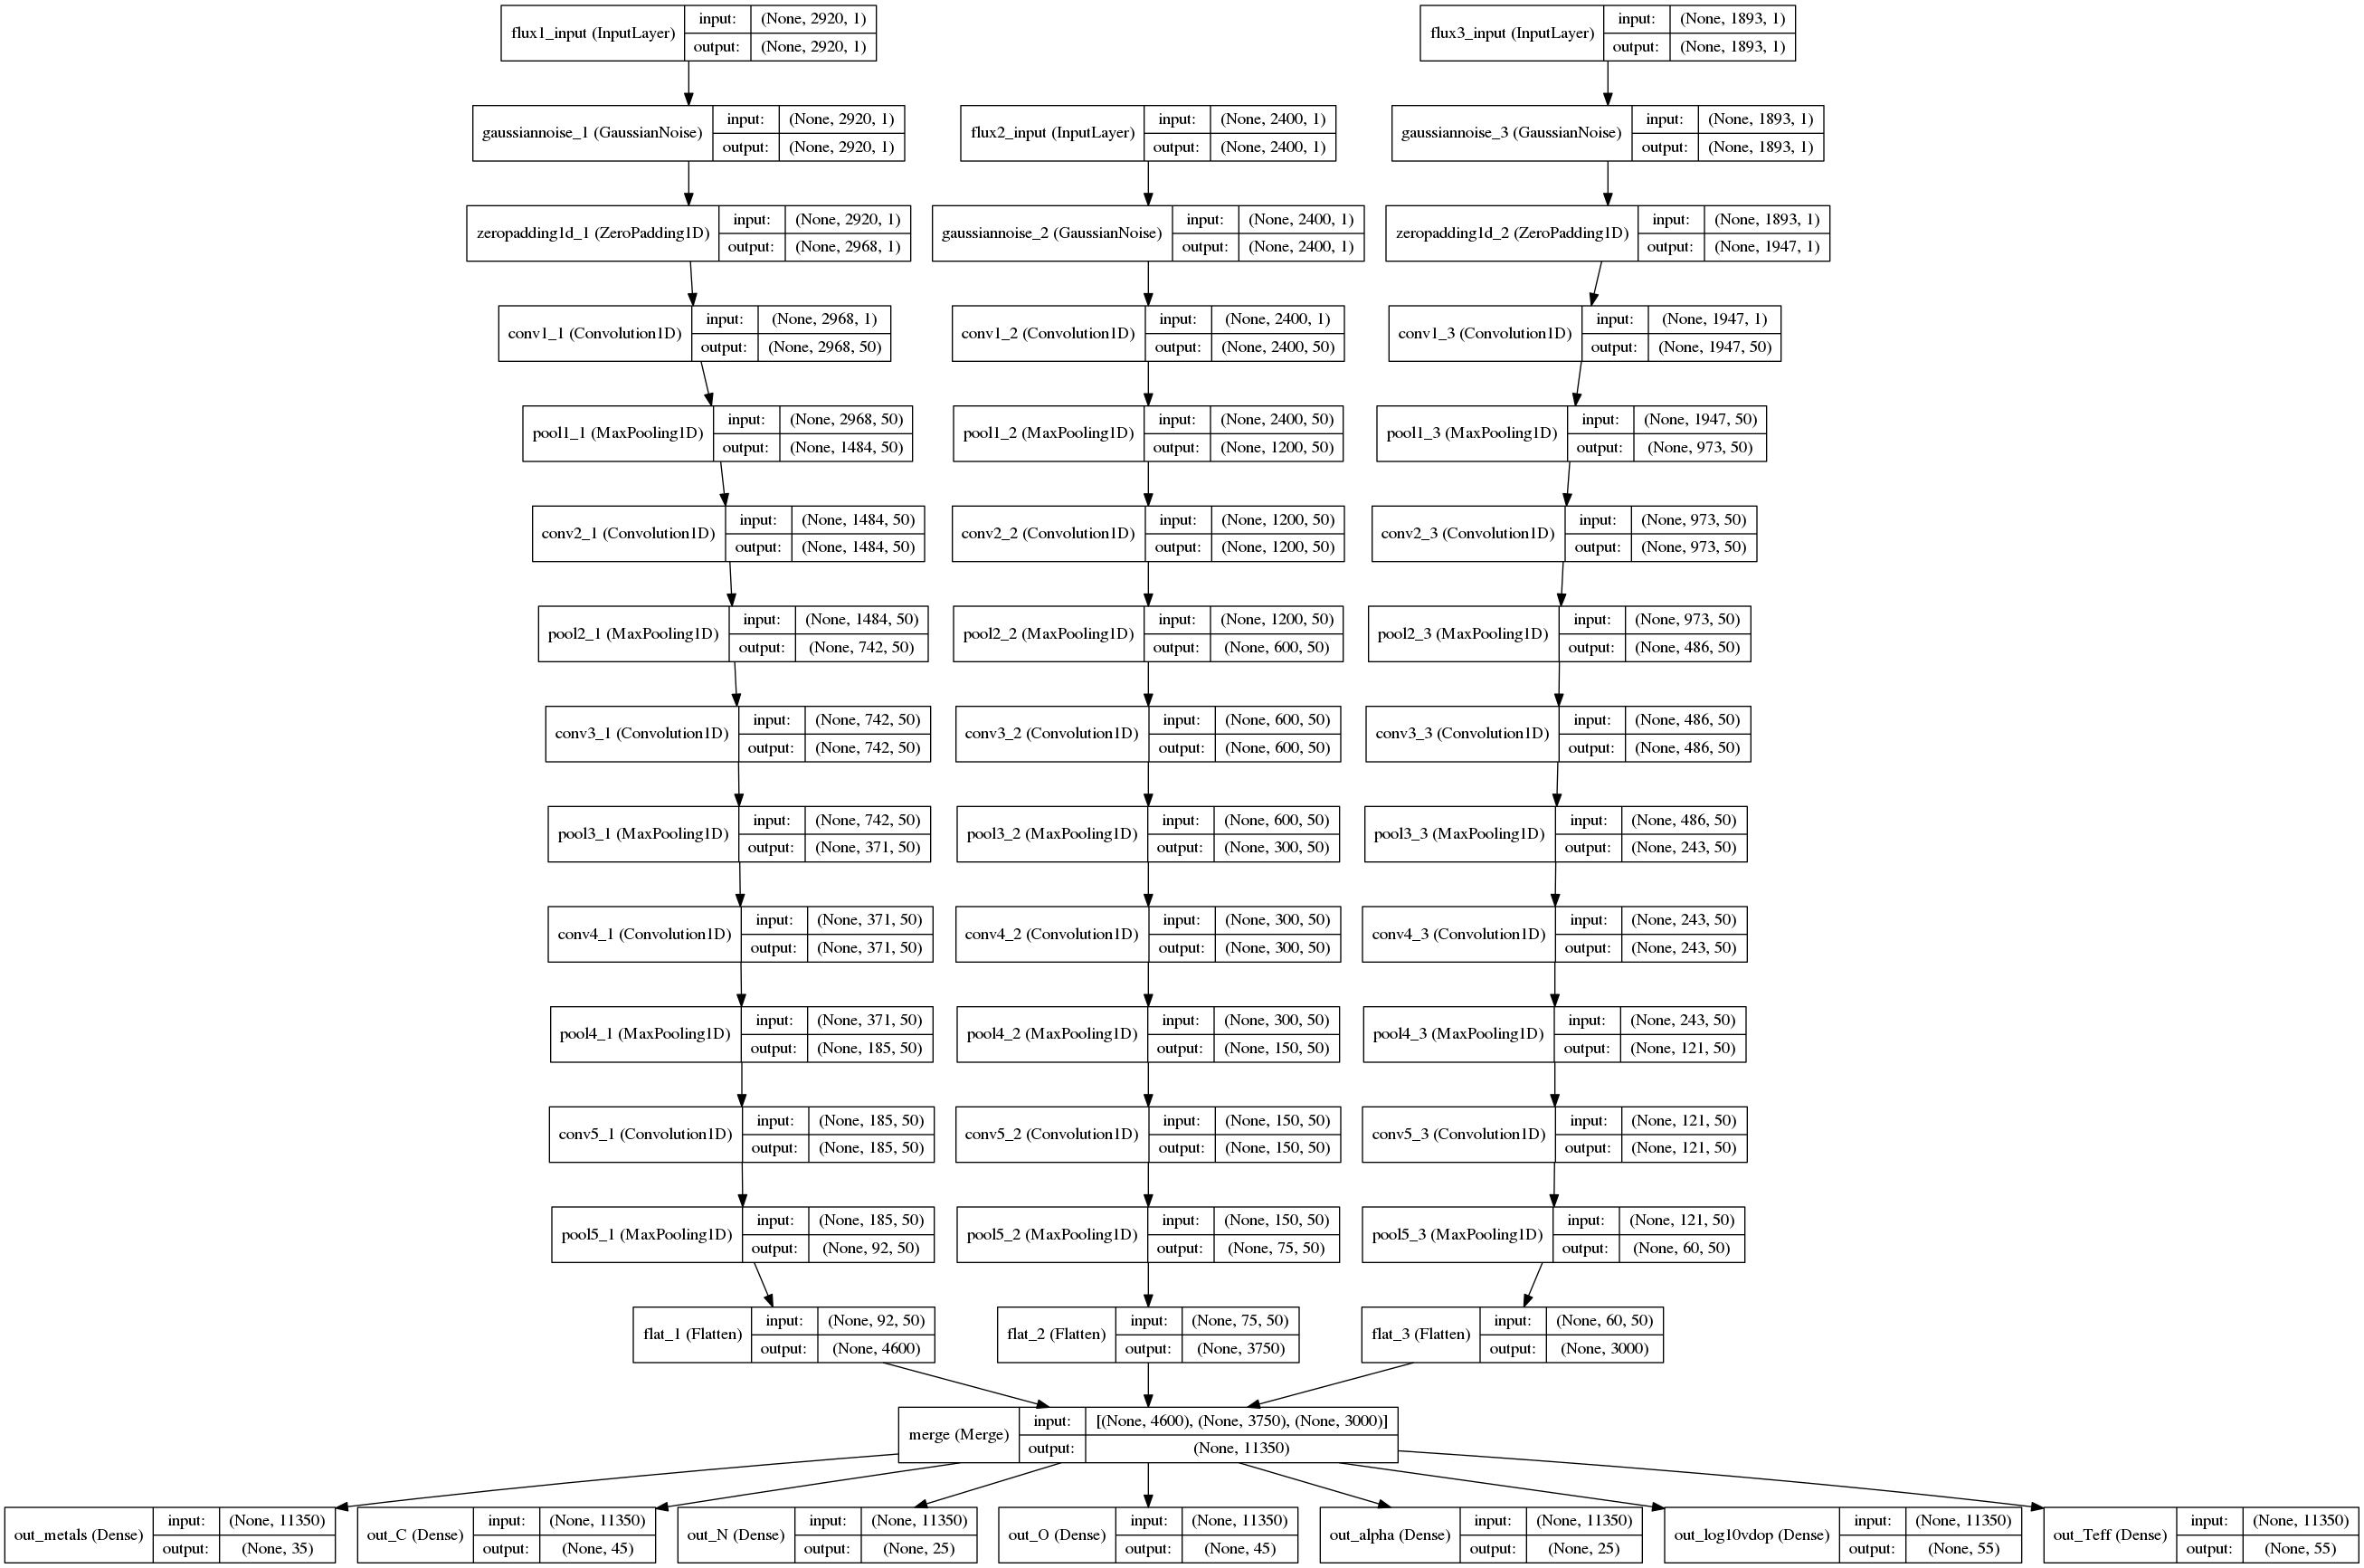 flux1_input (InputLayer) input: (None, 2920, 1)
output: (None, 2920, 1)
flux3_input (InputLayer) input: (None, 1893, 1)
output: (None, 1893, 1)
gaussiannoise_1 (GaussianNoise) input: (None, 2920, 1)
output: (None, 2920, 1)
flux2_input (InputLayer) input: (None, 2400, 1)
output: (None, 2400, 1)
gaussiannoise_3 (GaussianNoise) input: (None, 1893, 1)
output: (None, 1893, 1)
zeropadding1d_1 (ZeroPadding1D) input: (None, 2920, 1)
output: (None, 2968, 1)
gaussiannoise_2 (GaussianNoise) input: (None, 2400, 1)
output: (None, 2400, 1)
zeropadding1d_2 (ZeroPadding1D) input: (None, 1893, 1)
output: (None, 1947, 1)
conv1_1 (Convolution1D) input: (None, 2968, 1)
output: (None, 2968, 50)
conv1_2 (Convolution1D) input: (None, 2400, 1)
output: (None, 2400, 50)
conv1_3 (Convolution1D) input: (None, 1947, 1)
output: (None, 1947, 50)
pool1_1 (MaxPooling1D) input: (None, 2968, 50)
output: (None, 1484, 50)
pool1_2 (MaxPooling1D) input: (None, 2400, 50)
output: (None, 1200, 50)
pool1_3 (MaxPooling1D) input: (None, 1947, 50)
output: (None, 973, 50)
conv2_1 (Convolution1D) input: (None, 1484, 50)
output: (None, 1484, 50)
conv2_2 (Convolution1D) input: (None, 1200, 50)
output: (None, 1200, 50)
conv2_3 (Convolution1D) input: (None, 973, 50)
output: (None, 973, 50)
pool2_1 (MaxPooling1D) input: (None, 1484, 50)
output: (None, 742, 50)
pool2_2 (MaxPooling1D) input: (None, 1200, 50)
output: (None, 600, 50)
pool2_3 (MaxPooling1D) input: (None, 973, 50)
output: (None, 486, 50)
conv3_1 (Convolution1D) input: (None, 742, 50)
output: (None, 742, 50)
conv3_2 (Convolution1D) input: (None, 600, 50)
output: (None, 600, 50)
conv3_3 (Convolution1D) input: (None, 486, 50)
output: (None, 486, 50)
pool3_1 (MaxPooling1D) input: (None, 742, 50)
output: (None, 371, 50)
pool3_2 (MaxPooling1D) input: (None, 600, 50)
output: (None, 300, 50)
pool3_3 (MaxPooling1D) input: (None, 486, 50)
output: (None, 243, 50)
conv4_1 (Convolution1D) input: (None, 371, 50)
output: (None, 371, 50)
conv4_2 (Convolution1D) input: (None, 300, 50)
output: (None, 300, 50)
conv4_3 (Convolution1D) input: (None, 243, 50)
output: (None, 243, 50)
pool4_1 (MaxPooling1D) input: (None, 371, 50)
output: (None, 185, 50)
pool4_2 (MaxPooling1D) input: (None, 300, 50)
output: (None, 150, 50)
pool4_3 (MaxPooling1D) input: (None, 243, 50)
output: (None, 121, 50)
conv5_1 (Convolution1D) input: (None, 185, 50)
output: (None, 185, 50)
conv5_2 (Convolution1D) input: (None, 150, 50)
output: (None, 150, 50)
conv5_3 (Convolution1D) input: (None, 121, 50)
output: (None, 121, 50)
pool5_1 (MaxPooling1D) input: (None, 185, 50)
output: (None, 92, 50)
pool5_2 (MaxPooling1D) input: (None, 150, 50)
output: (None, 75, 50)
pool5_3 (MaxPooling1D) input: (None, 121, 50)
output: (None, 60, 50)
flat_1 (Flatten) input: (None, 92, 50)
output: (None, 4600)
flat_2 (Flatten) input: (None, 75, 50)
output: (None, 3750)
flat_3 (Flatten) input: (None, 60, 50)
output: (None, 3000)
merge (Merge) input: [(None, 4600), (None, 3750), (None, 3000)]
output: (None, 11350)
out_metals (Dense) input: (None, 11350)
output: (None, 35)
out_C (Dense) input: (None, 11350)
output: (None, 45)
out_N (Dense) input: (None, 11350)
output: (None, 25)
out_O (Dense) input: (None, 11350)
output: (None, 45)
out_alpha (Dense) input: (None, 11350)
output: (None, 25)
out_log10vdop (Dense) input: (None, 11350)
output: (None, 55)
out_Teff (Dense) input: (None, 11350)
output: (None, 55)